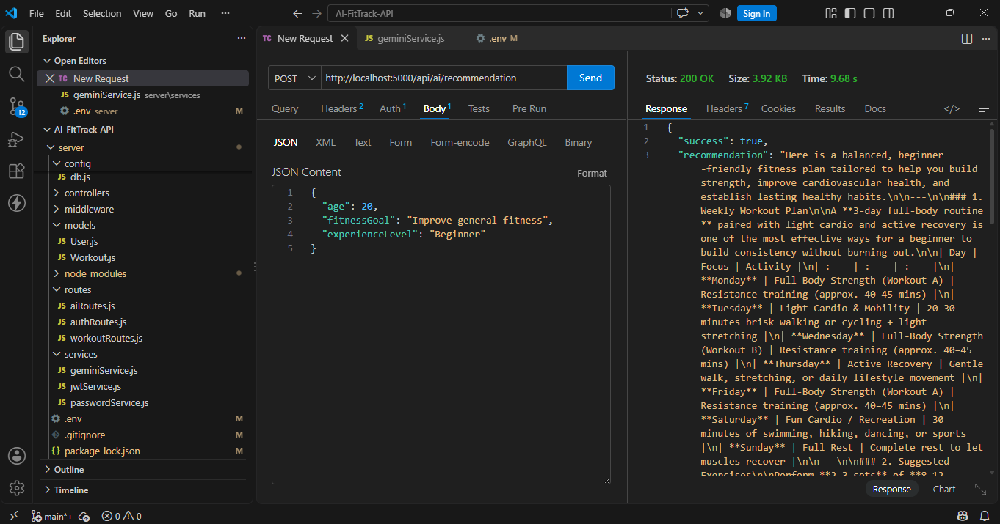 File Edit Selection View Go Run ···
AI-FitTrack-API
Sign In
Explorer
Open Editors
TC New Request
JS geminiService.js server\services
.env server M
AI-FitTrack-API
server
config
JS db.js
controllers
middleware
models
JS User.js
JS Workout.js
node_modules
routes
JS aiRoutes.js
JS authRoutes.js
JS workoutRoutes.js
services
JS geminiService.js
JS jwtService.js
JS passwordService.js
.env M
.gitignore M
{} package-lock.json M
Outline
Timeline
12
TC New Request
JS geminiService.js
.env M
POST
http://localhost:5000/api/ai/recommendation
Send
Query Headers 2 Auth 1 Body 1 Tests Pre Run
JSON XML Text Form Form-encode GraphQL Binary
JSON Content
Format
1 {
2 "age": 20,
3 "fitnessGoal": "Improve general fitness",
4 "experienceLevel": "Beginner"
5 }
Status: 200 OK Size: 3.92 KB Time: 9.68 s
Response Headers 7 Cookies Results Docs </>
1 {
2 "success": true,
3 "recommendation": "Here is a balanced, beginner
-friendly fitness plan tailored to help you build
strength, improve cardiovascular health, and
establish lasting healthy habits.\n\n---\n\n### 1.
Weekly Workout Plan\n\nA **3-day full-body routine
** paired with light cardio and active recovery is
one of the most effective ways for a beginner to
build consistency without burning out.\n\n| Day |
Focus | Activity |\n| :--- | :--- | :--- |\n|
**Monday** | Full-Body Strength (Workout A) |
Resistance training (approx. 40–45 mins) |\n|
**Tuesday** | Light Cardio & Mobility | 20–30
minutes brisk walking or cycling + light
stretching |\n| **Wednesday** | Full-Body Strength
(Workout B) | Resistance training (approx. 40–45
mins) |\n| **Thursday** | Active Recovery | Gentle
walk, stretching, or daily lifestyle movement |\n|
**Friday** | Full-Body Strength (Workout A) |
Resistance training (approx. 40–45 mins) |\n|
**Saturday** | Fun Cardio / Recreation | 30
minutes of swimming, hiking, dancing, or sports
|\n| **Sunday** | Full Rest | Complete rest to let
muscles recover |\n\n---\n\n### 2. Suggested
Exercises\n\nPerform **2–3 sets** of **8–12
Response Chart
main*+
0 0